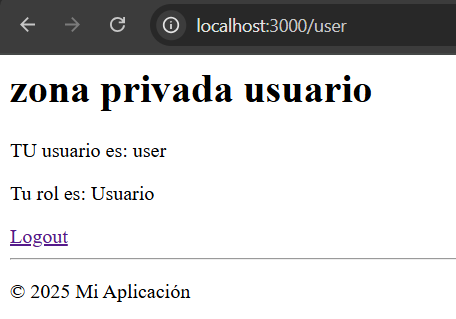 localhost:3000/user
zona privada usuario
TU usuario es: user
Tu rol es: Usuario
Logout
© 2025 Mi Aplicación